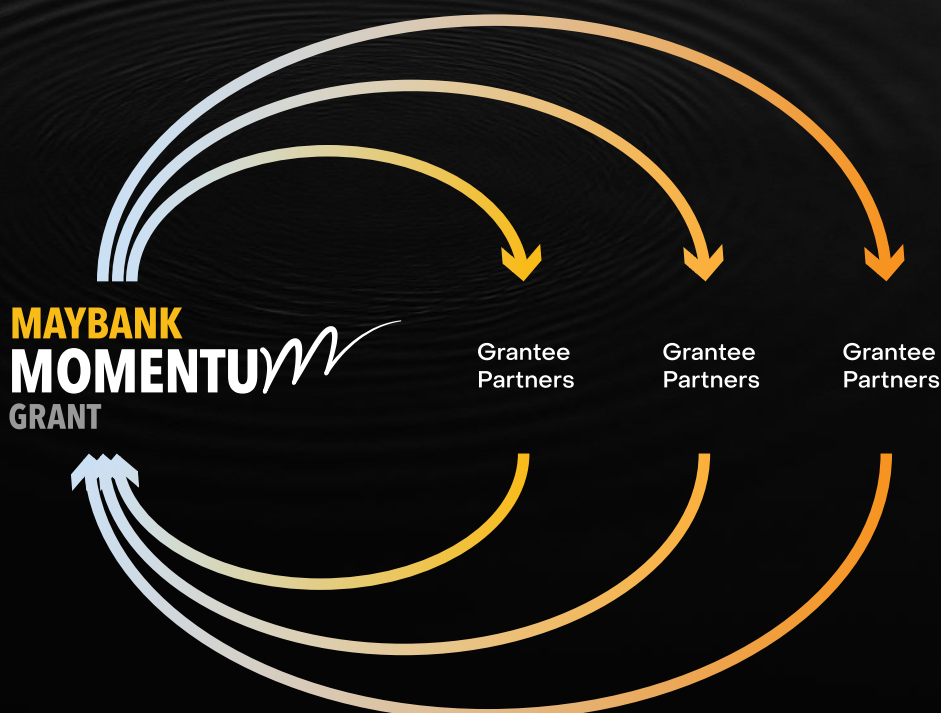 MAYBANK
MOMENTUM
GRANT
Grantee
Partners
Grantee
Partners
Grantee
Partners